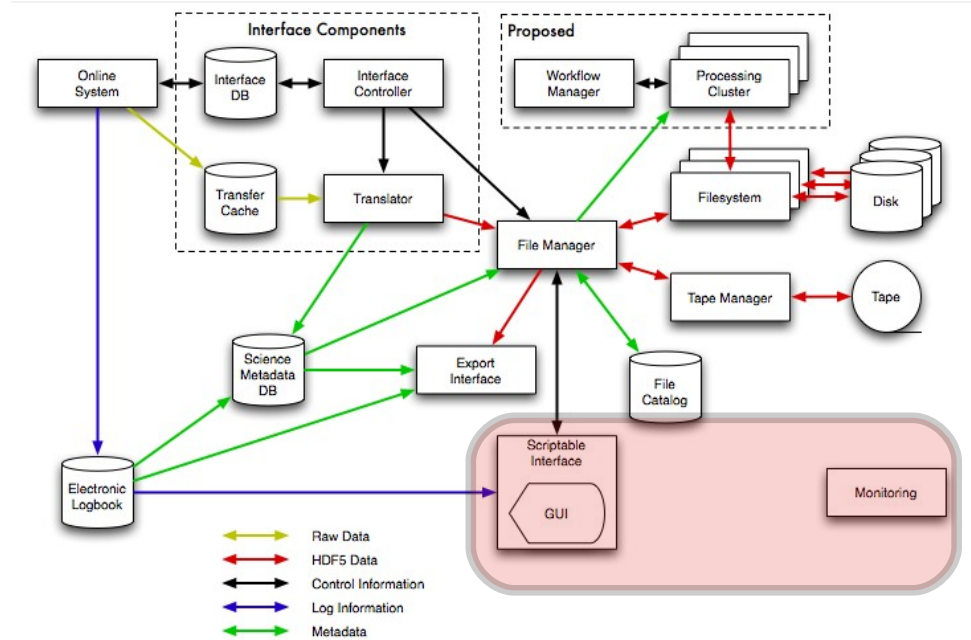 Interface Components
Proposed
Online
System
Interface
DB
Interface
Controller
Workflow
Manager
Processing
Cluster
Transfer
Cache
Translator
Filesystem
Disk
File Manager
Tape Manager
Tape
Science
Metadata
DB
Export
Interface
File
Catalog
Scriptable
Interface
GUI
Monitoring
Electronic
Logbook
Raw Data
HDF5 Data
Control Information
Log Information
Metadata